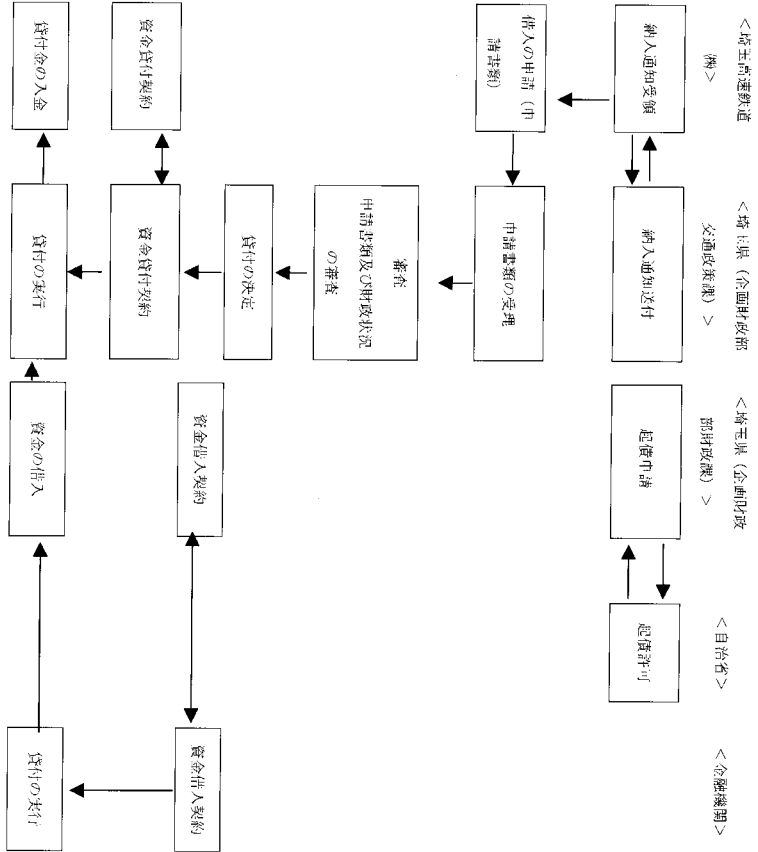 ＜埼玉高速鉄道
㈱＞
＜埼玉県（企画財政部
交通政策課）＞
＜埼玉県（企画財政
部財政課）＞
＜自治省＞
＜金融機関＞
納入通知受領
納入通知送付
起債申請
起債許可
借入の申請（申
請書類）
申請書類の受理
審査
申請書類及び財政状況
の審査
貸付の決定
資金借入契約
資金借入契約
資金貸付契約
資金貸付契約
貸付金の入金
貸付の実行
資金の借入
貸付の実行